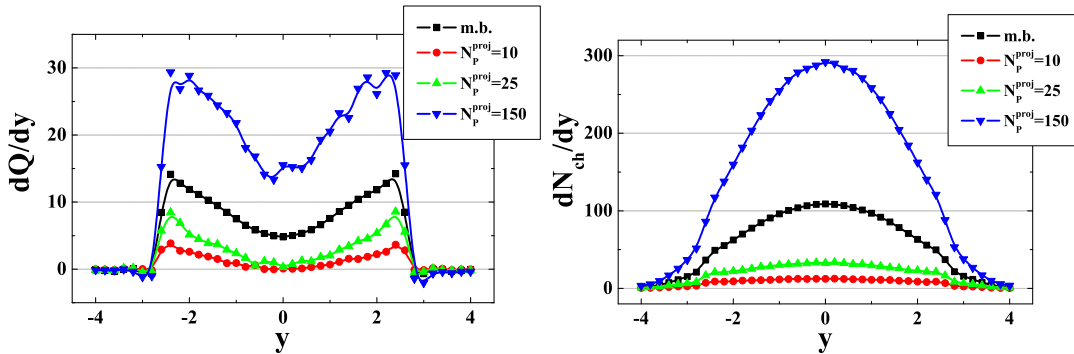 dQ/dy
30
20
10
0
-4
-2
0
2
4
y
m.b.
N_P^proj=10
N_P^proj=25
N_P^proj=150
dN_ch/dy
300
200
100
0
-4
-2
0
2
4
y
m.b.
N_P^proj=10
N_P^proj=25
N_P^proj=150